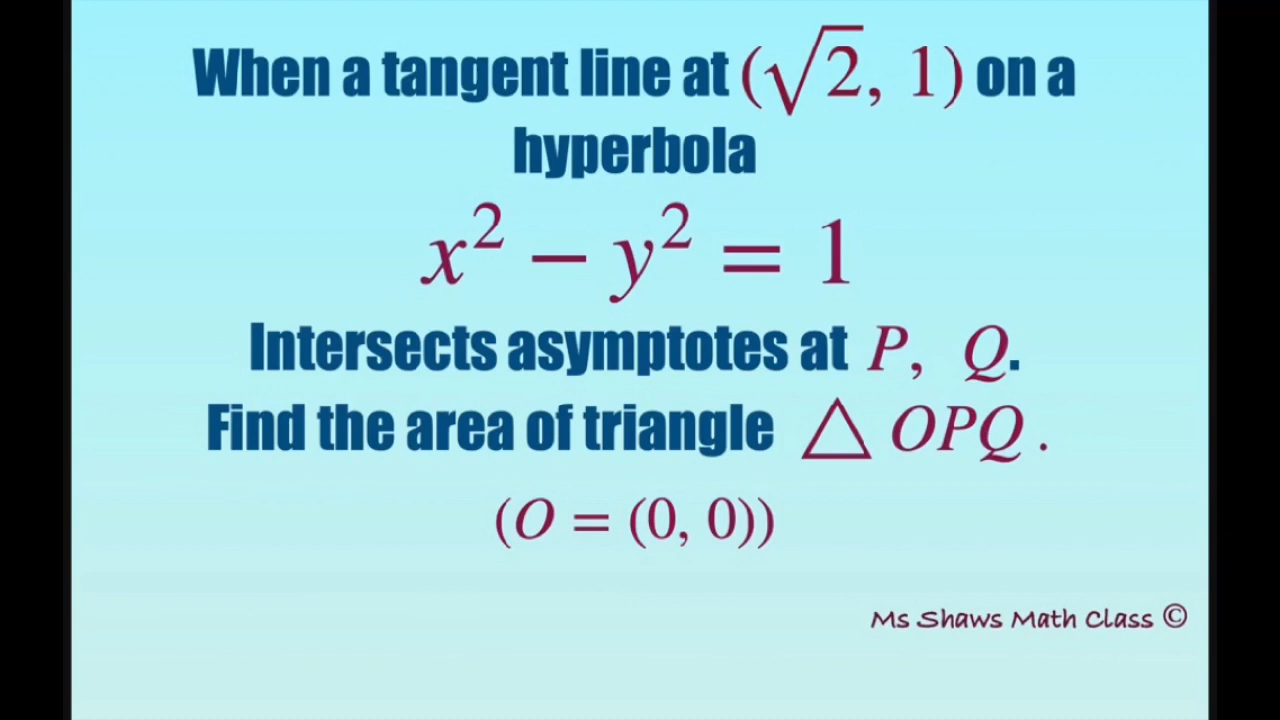 When a tangent line at (√2, 1) on a
hyperbola
x² − y² = 1
Intersects asymptotes at P, Q.
Find the area of triangle △ OPQ.
(O = (0, 0))
Ms Shaws Math Class ©